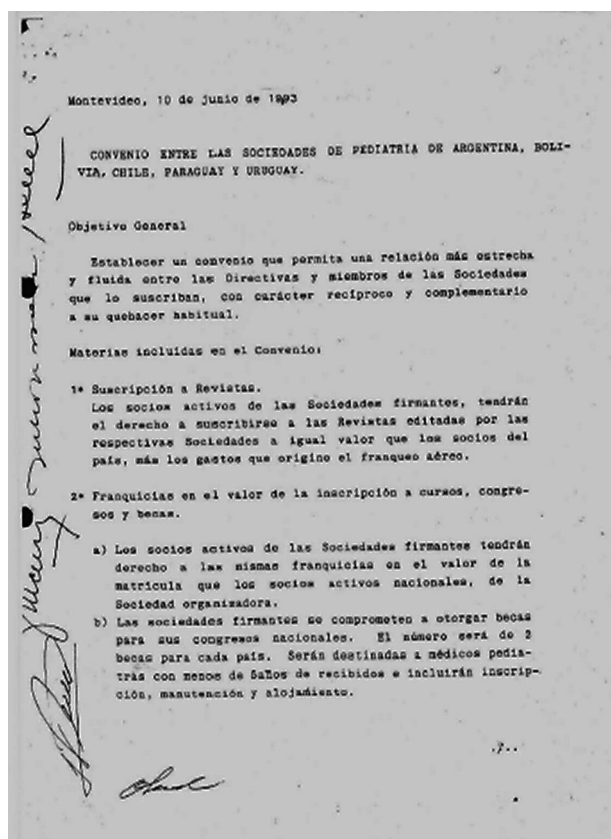 Montevideo, 10 de junio de 1993
CONVENIO ENTRE LAS SOCIEDADES DE PEDIATRIA DE ARGENTINA, BOLI-
VIA, CHILE, PARAGUAY Y URUGUAY.
Objetivo General
Establecer un convenio que permita una relación más estrecha
y fluida entre las Directivas y miembros de las Sociedades
que lo suscriban, con carácter recíproco y complementario
a su quehacer habitual.
Materias incluidas en el Convenio:
1* Suscripción a Revistas.
Los socios activos de las Sociedades firmantes, tendrán
el derecho a suscribirse a las Revistas editadas por las
respectivas Sociedades a igual valor que los socios del
país, más los gastos que origine el franqueo aéreo.
2* Franquicias en el valor de la inscripción a cursos, congre-
sos y becas.
a) Los socios activos de las Sociedades firmantes tendrán
derecho a las mismas franquicias en el valor de la
matrícula que los socios activos nacionales, de la
Sociedad organizadora.
b) Las sociedades firmantes se comprometen a otorgar becas
para sus congresos nacionales. El número será de 2
becas para cada país. Serán destinadas a médicos pedia-
tras con menos de 5años de recibidos e incluirán inscrip-
ción, manutención y alojamiento.